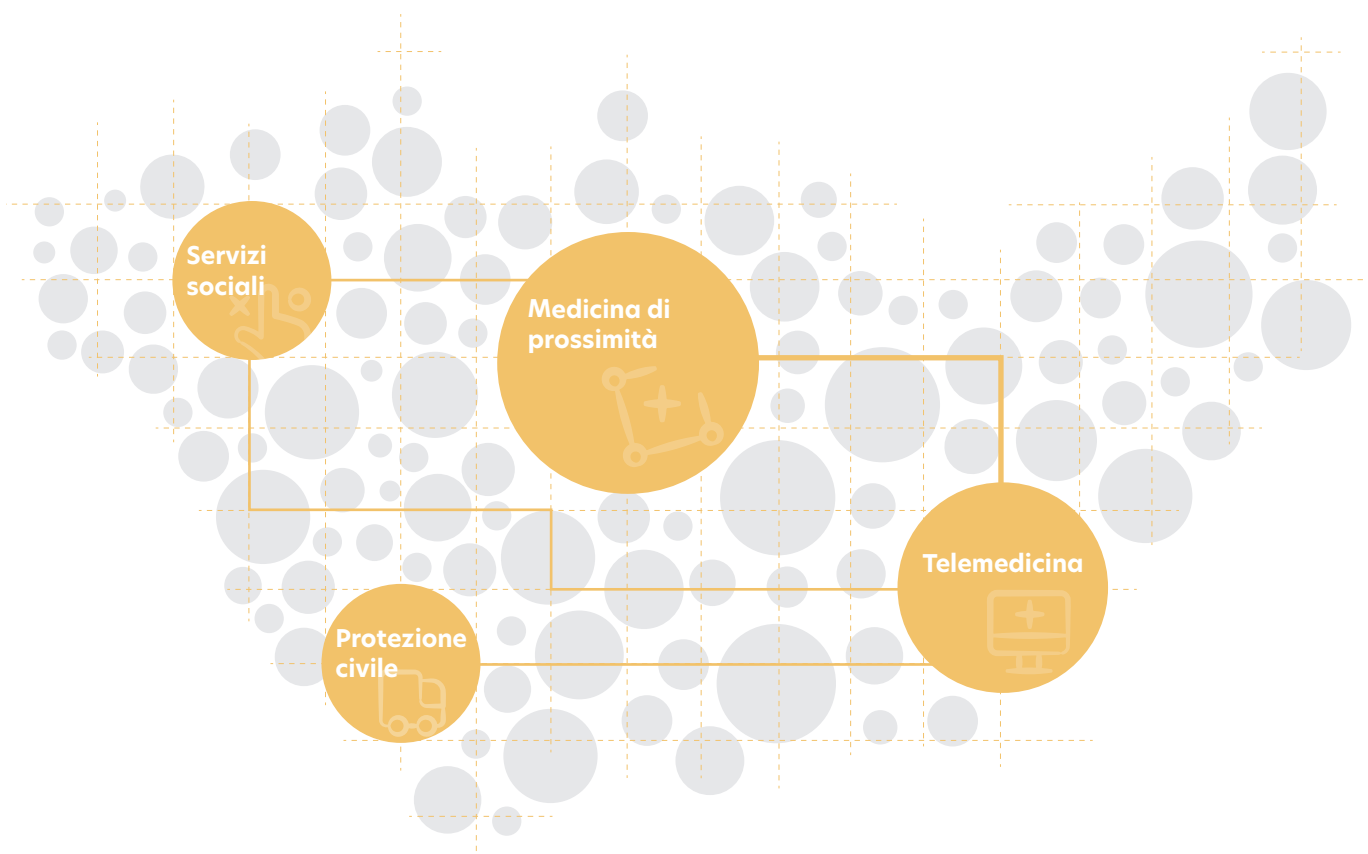 Servizi
sociali
Medicina di
prossimità
Telemedicina
Protezione
civile